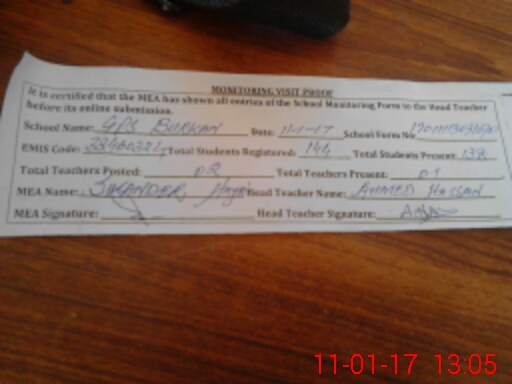 MONITORING VISIT PROOF
It is certified that the MEA has shown all entries of the School Monitoring Form to the Head Teacher
before its online submission.
School Name: GPS Date: 11-1-17 School Form No
EMIS Code: Total Students Registered: 144 Total Students Present: 138
Total Teachers Posted: 02 Total Teachers Present: 01
MEA Name: Head Teacher Name: AHMED HASSAN
MEA Signature: Head Teacher Signature:
11-01-17 13:05